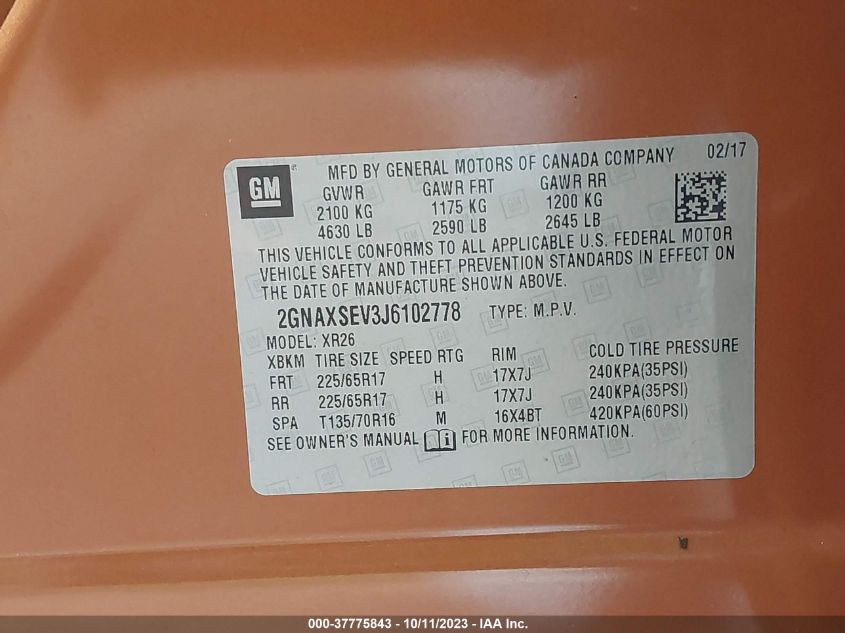 GM
MFD BY GENERAL MOTORS OF CANADA COMPANY 02/17
GVWR GAWR FRT GAWR RR
2100 KG 1175 KG 1200 KG
4630 LB 2590 LB 2645 LB
THIS VEHICLE CONFORMS TO ALL APPLICABLE U.S. FEDERAL MOTOR
VEHICLE SAFETY AND THEFT PREVENTION STANDARDS IN EFFECT ON
THE DATE OF MANUFACTURE SHOWN ABOVE.
2GNAXSEV3J6102778 TYPE: M.P.V.
MODEL: XR26
XBKM TIRE SIZE SPEED RTG RIM COLD TIRE PRESSURE
FRT 225/65R17 H 17X7J 240KPA(35PSI)
RR 225/65R17 H 17X7J 240KPA(35PSI)
SPA T135/70R16 M 16X4BT 420KPA(60PSI)
SEE OWNER'S MANUAL FOR MORE INFORMATION.
000-37775843 - 10/11/2023 - IAA Inc.